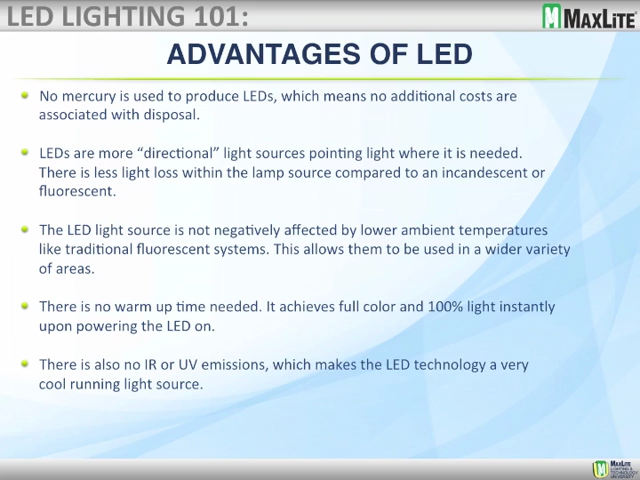 LED LIGHTING 101:
MAXLITE®
ADVANTAGES OF LED
No mercury is used to produce LEDs, which means no additional costs are
associated with disposal.
LEDs are more “directional” light sources pointing light where it is needed.
There is less light loss within the lamp source compared to an incandescent or
fluorescent.
The LED light source is not negatively affected by lower ambient temperatures
like traditional fluorescent systems. This allows them to be used in a wider variety
of areas.
There is no warm up time needed. It achieves full color and 100% light instantly
upon powering the LED on.
There is also no IR or UV emissions, which makes the LED technology a very
cool running light source.
MAXLITE
LIGHTING &
TECHNOLOGY
UNIVERSITY